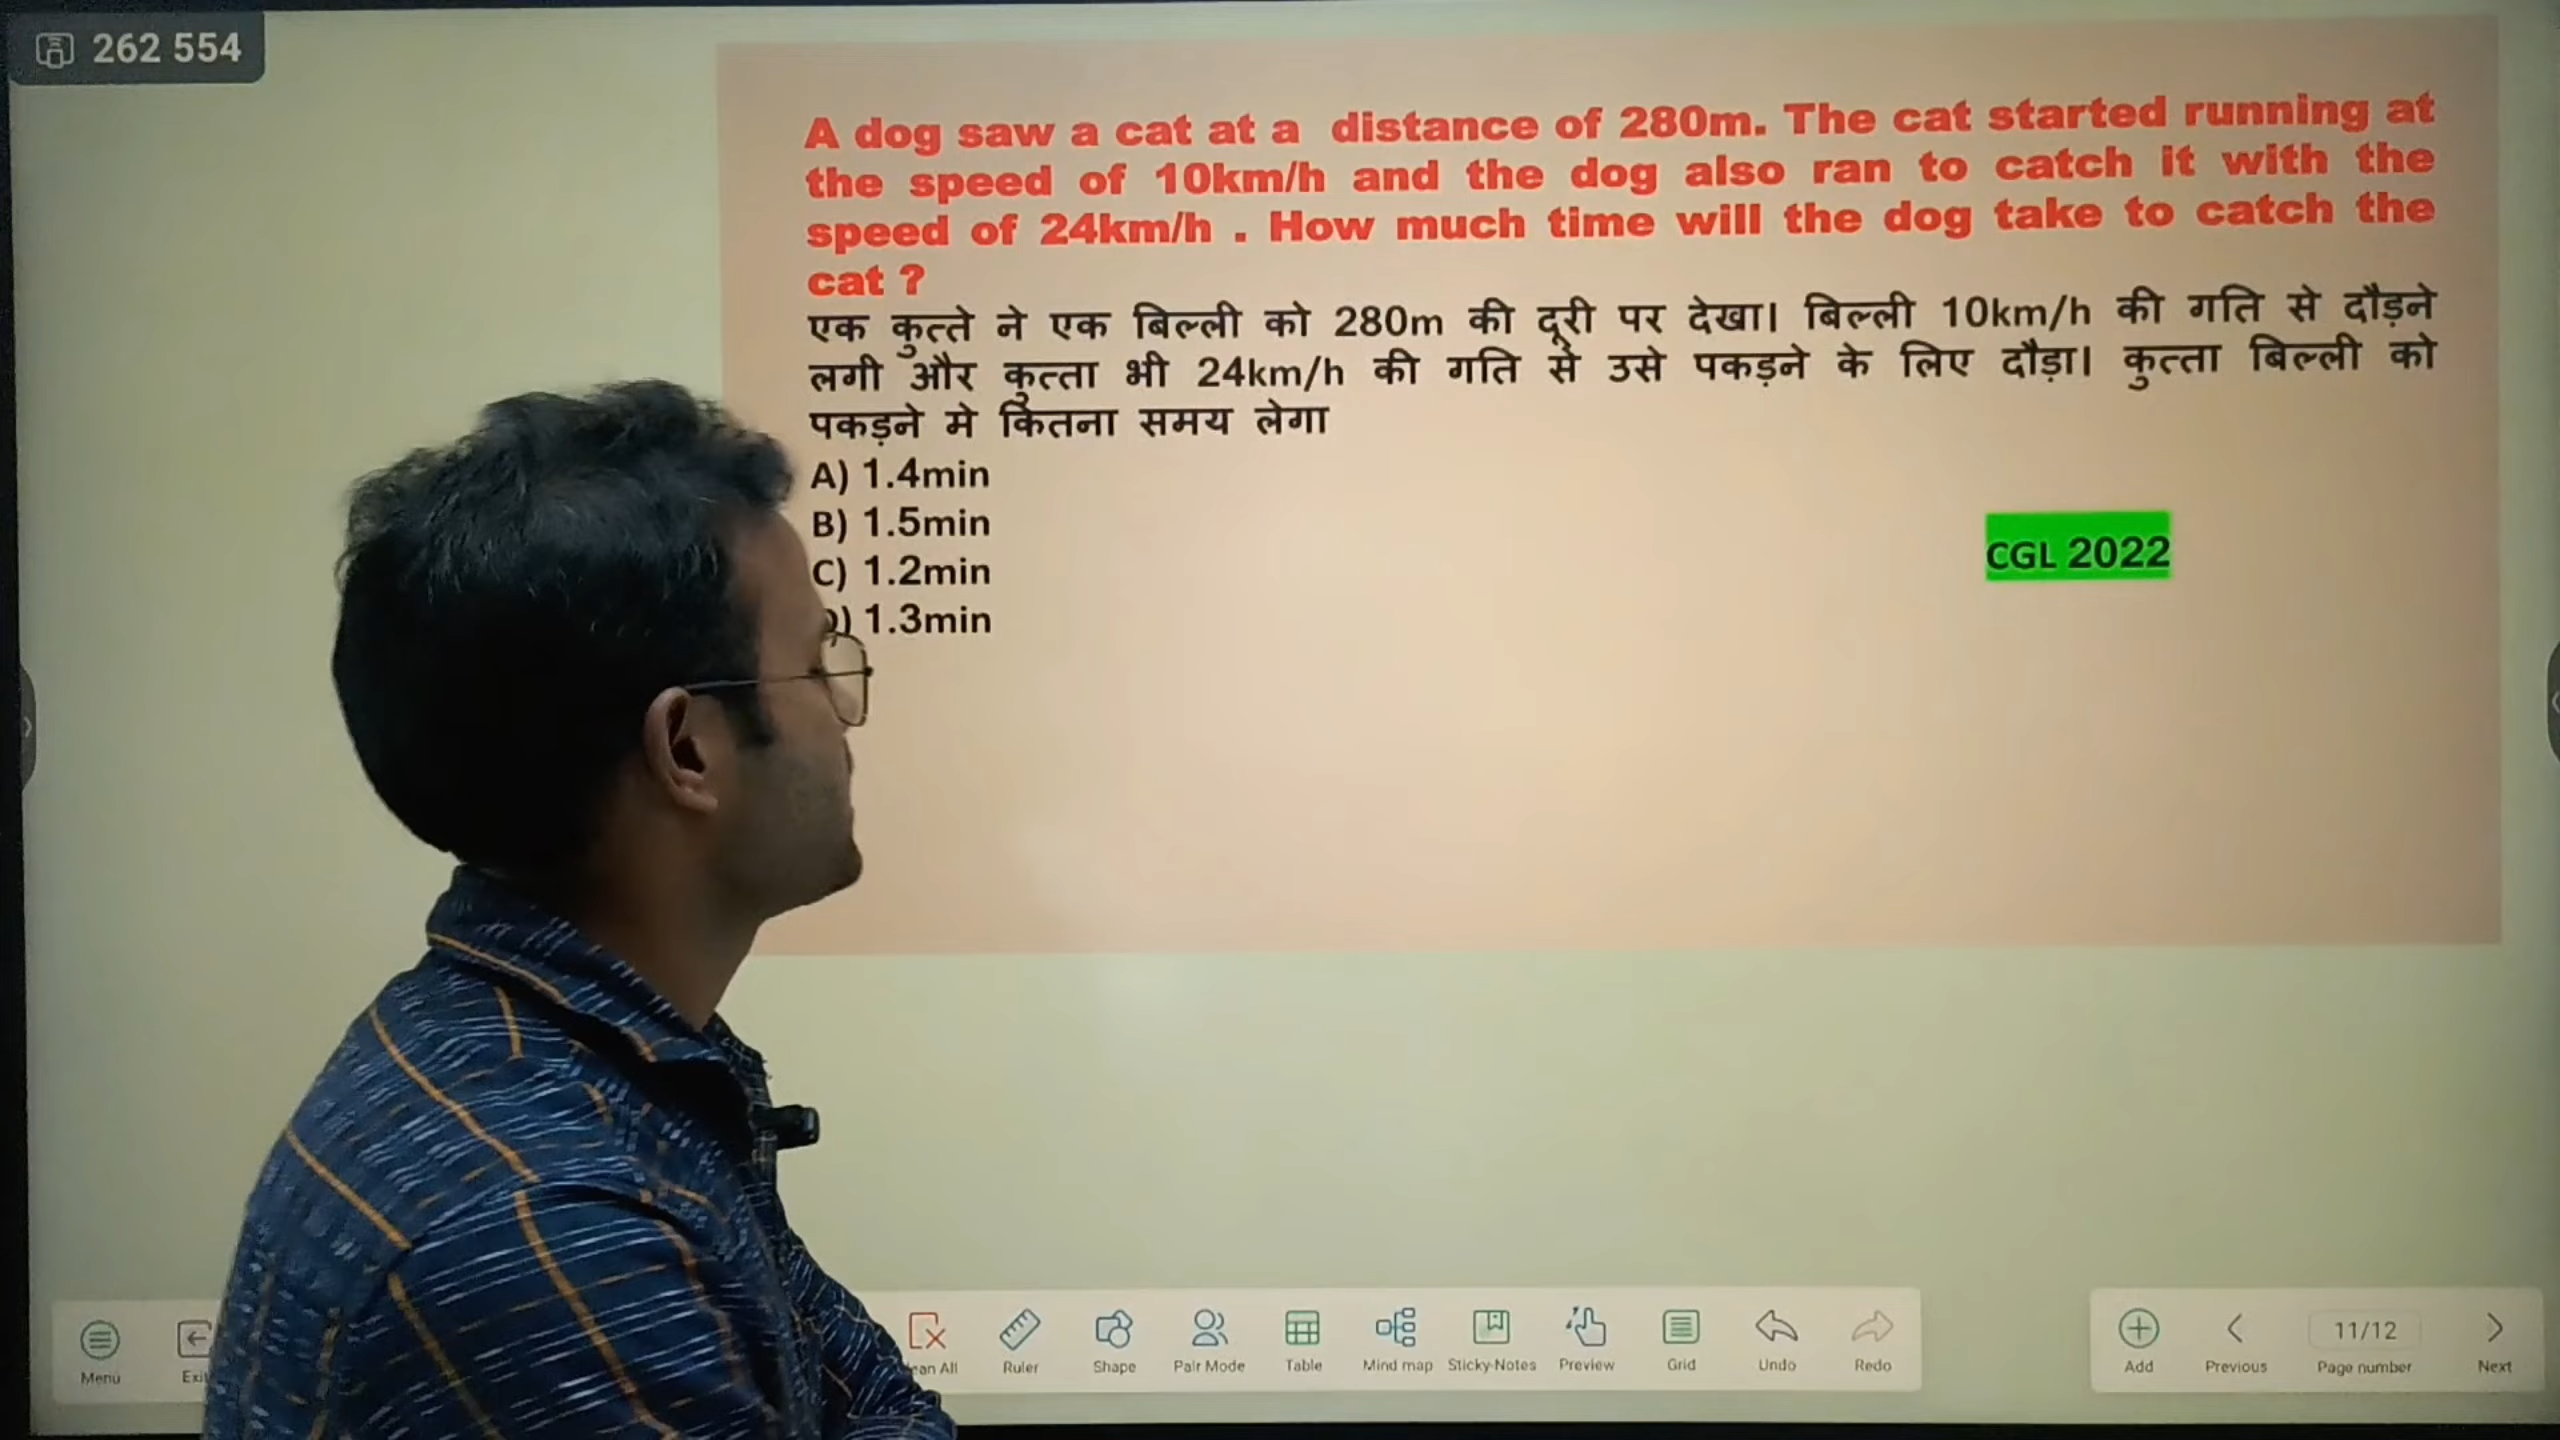 262 554
A dog saw a cat at a distance of 280m. The cat started running at
the speed of 10km/h and the dog also ran to catch it with the
speed of 24km/h . How much time will the dog take to catch the
cat ?
एक कुत्ते ने एक बिल्ली को 280m की दूरी पर देखा। बिल्ली 10km/h की गति से दौड़ने
लगी और कुत्ता भी 24km/h की गति से उसे पकड़ने के लिए दौड़ा। कुत्ता बिल्ली को
पकड़ने मे कितना समय लेगा
A) 1.4min
B) 1.5min
C) 1.2min
) 1.3min
CGL 2022
Menu Exit an All Ruler Shape Pair Mode Table Mind map Sticky Notes Preview Grid Undo Redo Add Previous 11/12 Page number Next